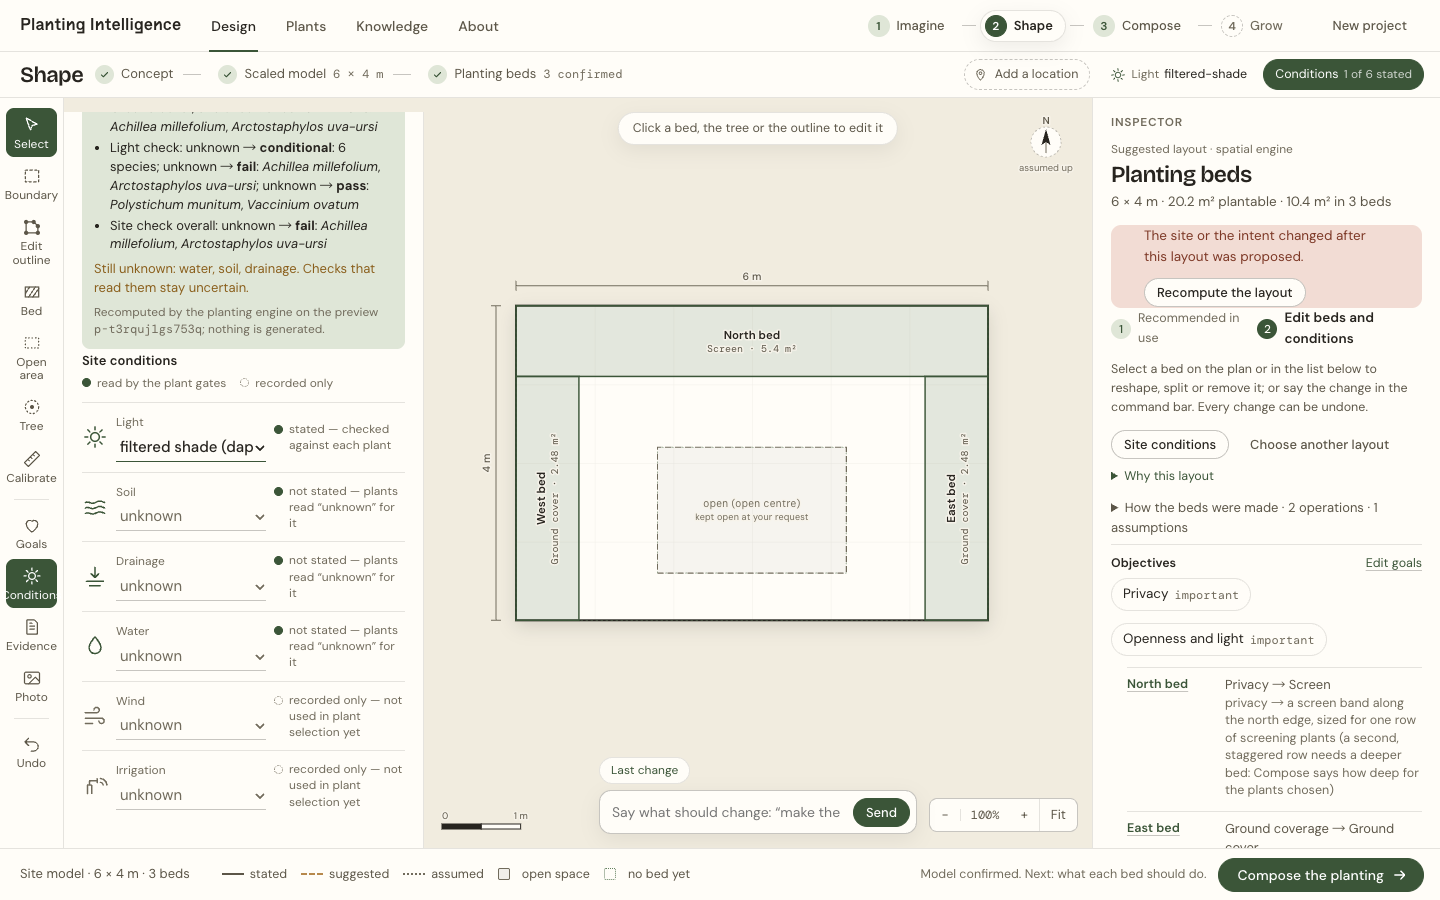 Planting Intelligence
Design
Plants
Knowledge
About
1 Imagine
2 Shape
3 Compose
4 Grow
New project
Shape
Concept
Scaled model 6 × 4 m
Planting beds 3 confirmed
Add a location
Light filtered-shade
Conditions 1 of 6 stated
Select
Boundary
Edit
outline
Bed
Open
area
Tree
Calibrate
Goals
Conditions
Evidence
Photo
Undo
Achillea millefolium, Arctostaphylos uva-ursi
• Light check: unknown → conditional: 6
species; unknown → fail: Achillea millefolium,
Arctostaphylos uva-ursi; unknown → pass:
Polystichum munitum, Vaccinium ovatum
• Site check overall: unknown → fail: Achillea
millefolium, Arctostaphylos uva-ursi
Still unknown: water, soil, drainage. Checks that
read them stay uncertain.
Recomputed by the planting engine on the preview
p-t3rquj1gs753q; nothing is generated.
Site conditions
read by the plant gates
recorded only
Light
filtered shade (dap
stated — checked
against each plant
Soil
unknown
not stated — plants
read “unknown” for
it
Drainage
unknown
not stated — plants
read “unknown” for
it
Water
unknown
not stated — plants
read “unknown” for
it
Wind
unknown
recorded only — not
used in plant
selection yet
Irrigation
unknown
recorded only — not
used in plant
selection yet
Click a bed, the tree or the outline to edit it
N
assumed up
6 m
4 m
North bed
Screen · 5.4 m²
West bed
Ground cover · 2.48 m²
open (open centre)
kept open at your request
East bed
Ground cover · 2.48 m²
Last change
Say what should change: “make the
Send
0
1 m
−
100%
+
Fit
INSPECTOR
Suggested layout · spatial engine
Planting beds
6 × 4 m · 20.2 m² plantable · 10.4 m² in 3 beds
The site or the intent changed after
this layout was proposed.
Recompute the layout
1 Recommended in
use
2 Edit beds and
conditions
Select a bed on the plan or in the list below to
reshape, split or remove it; or say the change in the
command bar. Every change can be undone.
Site conditions
Choose another layout
Why this layout
How the beds were made · 2 operations · 1
assumptions
Objectives
Edit goals
Privacy important
Openness and light important
North bed
Privacy → Screen
privacy → a screen band along
the north edge, sized for one row
of screening plants (a second,
staggered row needs a deeper
bed: Compose says how deep for
the plants chosen)
East bed
Ground coverage → Ground
cover
Site model · 6 × 4 m · 3 beds
stated
suggested
assumed
open space
no bed yet
Model confirmed. Next: what each bed should do.
Compose the planting →